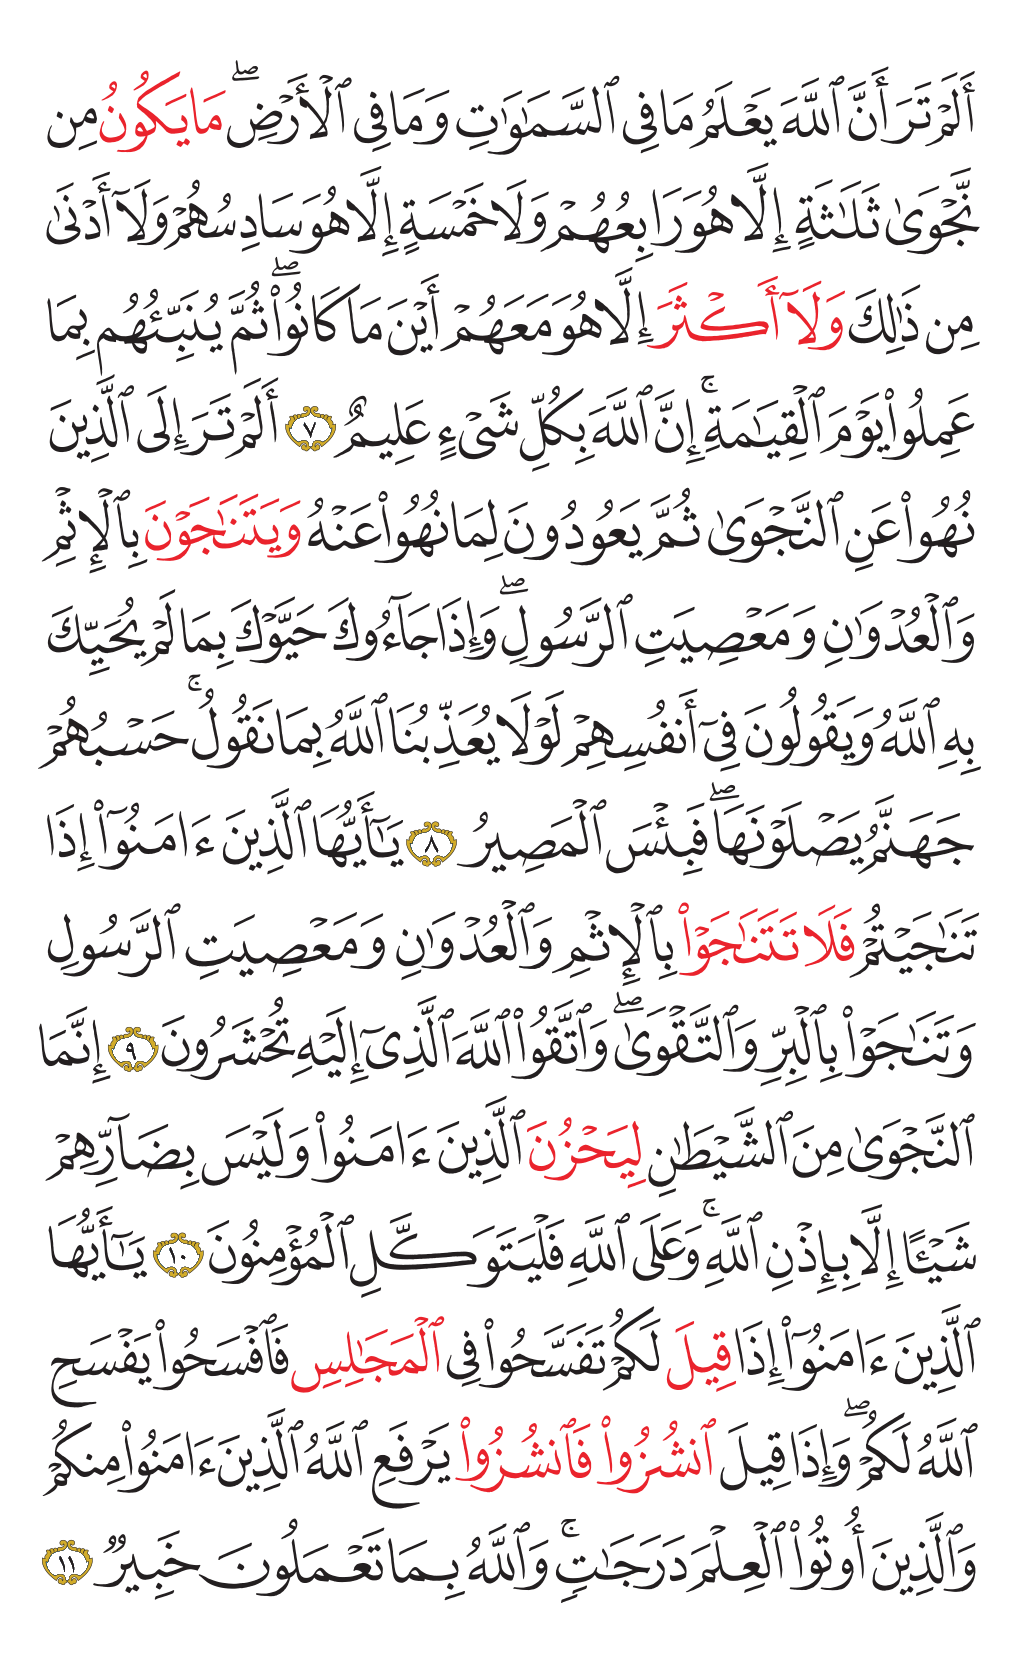 أَلَمْ تَرَ أَنَّ ٱللَّهَ يَعْلَمُ مَا فِي ٱلسَّمَٰوَٰتِ وَمَا فِي ٱلْأَرْضِۖ مَا يَكُونُ مِن
نَّجْوَىٰ ثَلَٰثَةٍ إِلَّا هُوَ رَابِعُهُمْ وَلَا خَمْسَةٍ إِلَّا هُوَ سَادِسُهُمْ وَلَآ أَدْنَىٰ
مِن ذَٰلِكَ وَلَآ أَكْثَرَ إِلَّا هُوَ مَعَهُمْ أَيْنَ مَا كَانُوا۟ۖ ثُمَّ يُنَبِّئُهُم بِمَا
عَمِلُوا۟ يَوْمَ ٱلْقِيَٰمَةِۚ إِنَّ ٱللَّهَ بِكُلِّ شَىْءٍ عَلِيمٌ ٧ أَلَمْ تَرَ إِلَى ٱلَّذِينَ
نُهُوا۟ عَنِ ٱلنَّجْوَىٰ ثُمَّ يَعُودُونَ لِمَا نُهُوا۟ عَنْهُ وَيَتَنَٰجَوْنَ بِٱلْإِثْمِ
وَٱلْعُدْوَٰنِ وَمَعْصِيَتِ ٱلرَّسُولِۖ وَإِذَا جَآءُوكَ حَيَّوْكَ بِمَا لَمْ يُحَيِّكَ
بِهِ ٱللَّهُ وَيَقُولُونَ فِىٓ أَنفُسِهِمْ لَوْلَا يُعَذِّبُنَا ٱللَّهُ بِمَا نَقُولُۚ حَسْبُهُمْ
جَهَنَّمُ يَصْلَوْنَهَاۖ فَبِئْسَ ٱلْمَصِيرُ ٨ يَٰٓأَيُّهَا ٱلَّذِينَ ءَامَنُوٓا۟ إِذَا
تَنَٰجَيْتُمْ فَلَا تَتَنَٰجَوْا۟ بِٱلْإِثْمِ وَٱلْعُدْوَٰنِ وَمَعْصِيَتِ ٱلرَّسُولِ
وَتَنَٰجَوْا۟ بِٱلْبِرِّ وَٱلتَّقْوَىٰۖ وَٱتَّقُوا۟ ٱللَّهَ ٱلَّذِىٓ إِلَيْهِ تُحْشَرُونَ ٩ إِنَّمَا
ٱلنَّجْوَىٰ مِنَ ٱلشَّيْطَٰنِ لِيَحْزُنَ ٱلَّذِينَ ءَامَنُوا۟ وَلَيْسَ بِضَآرِّهِمْ
شَيْـًٔا إِلَّا بِإِذْنِ ٱللَّهِۚ وَعَلَى ٱللَّهِ فَلْيَتَوَكَّلِ ٱلْمُؤْمِنُونَ ١٠ يَٰٓأَيُّهَا
ٱلَّذِينَ ءَامَنُوٓا۟ إِذَا قِيلَ لَكُمْ تَفَسَّحُوا۟ فِى ٱلْمَجَٰلِسِ فَٱفْسَحُوا۟ يَفْسَحِ
ٱللَّهُ لَكُمْۖ وَإِذَا قِيلَ ٱنشُزُوا۟ فَٱنشُزُوا۟ يَرْفَعِ ٱللَّهُ ٱلَّذِينَ ءَامَنُوا۟ مِنكُمْ
وَٱلَّذِينَ أُوتُوا۟ ٱلْعِلْمَ دَرَجَٰتٍۚ وَٱللَّهُ بِمَا تَعْمَلُونَ خَبِيرٌ ١١